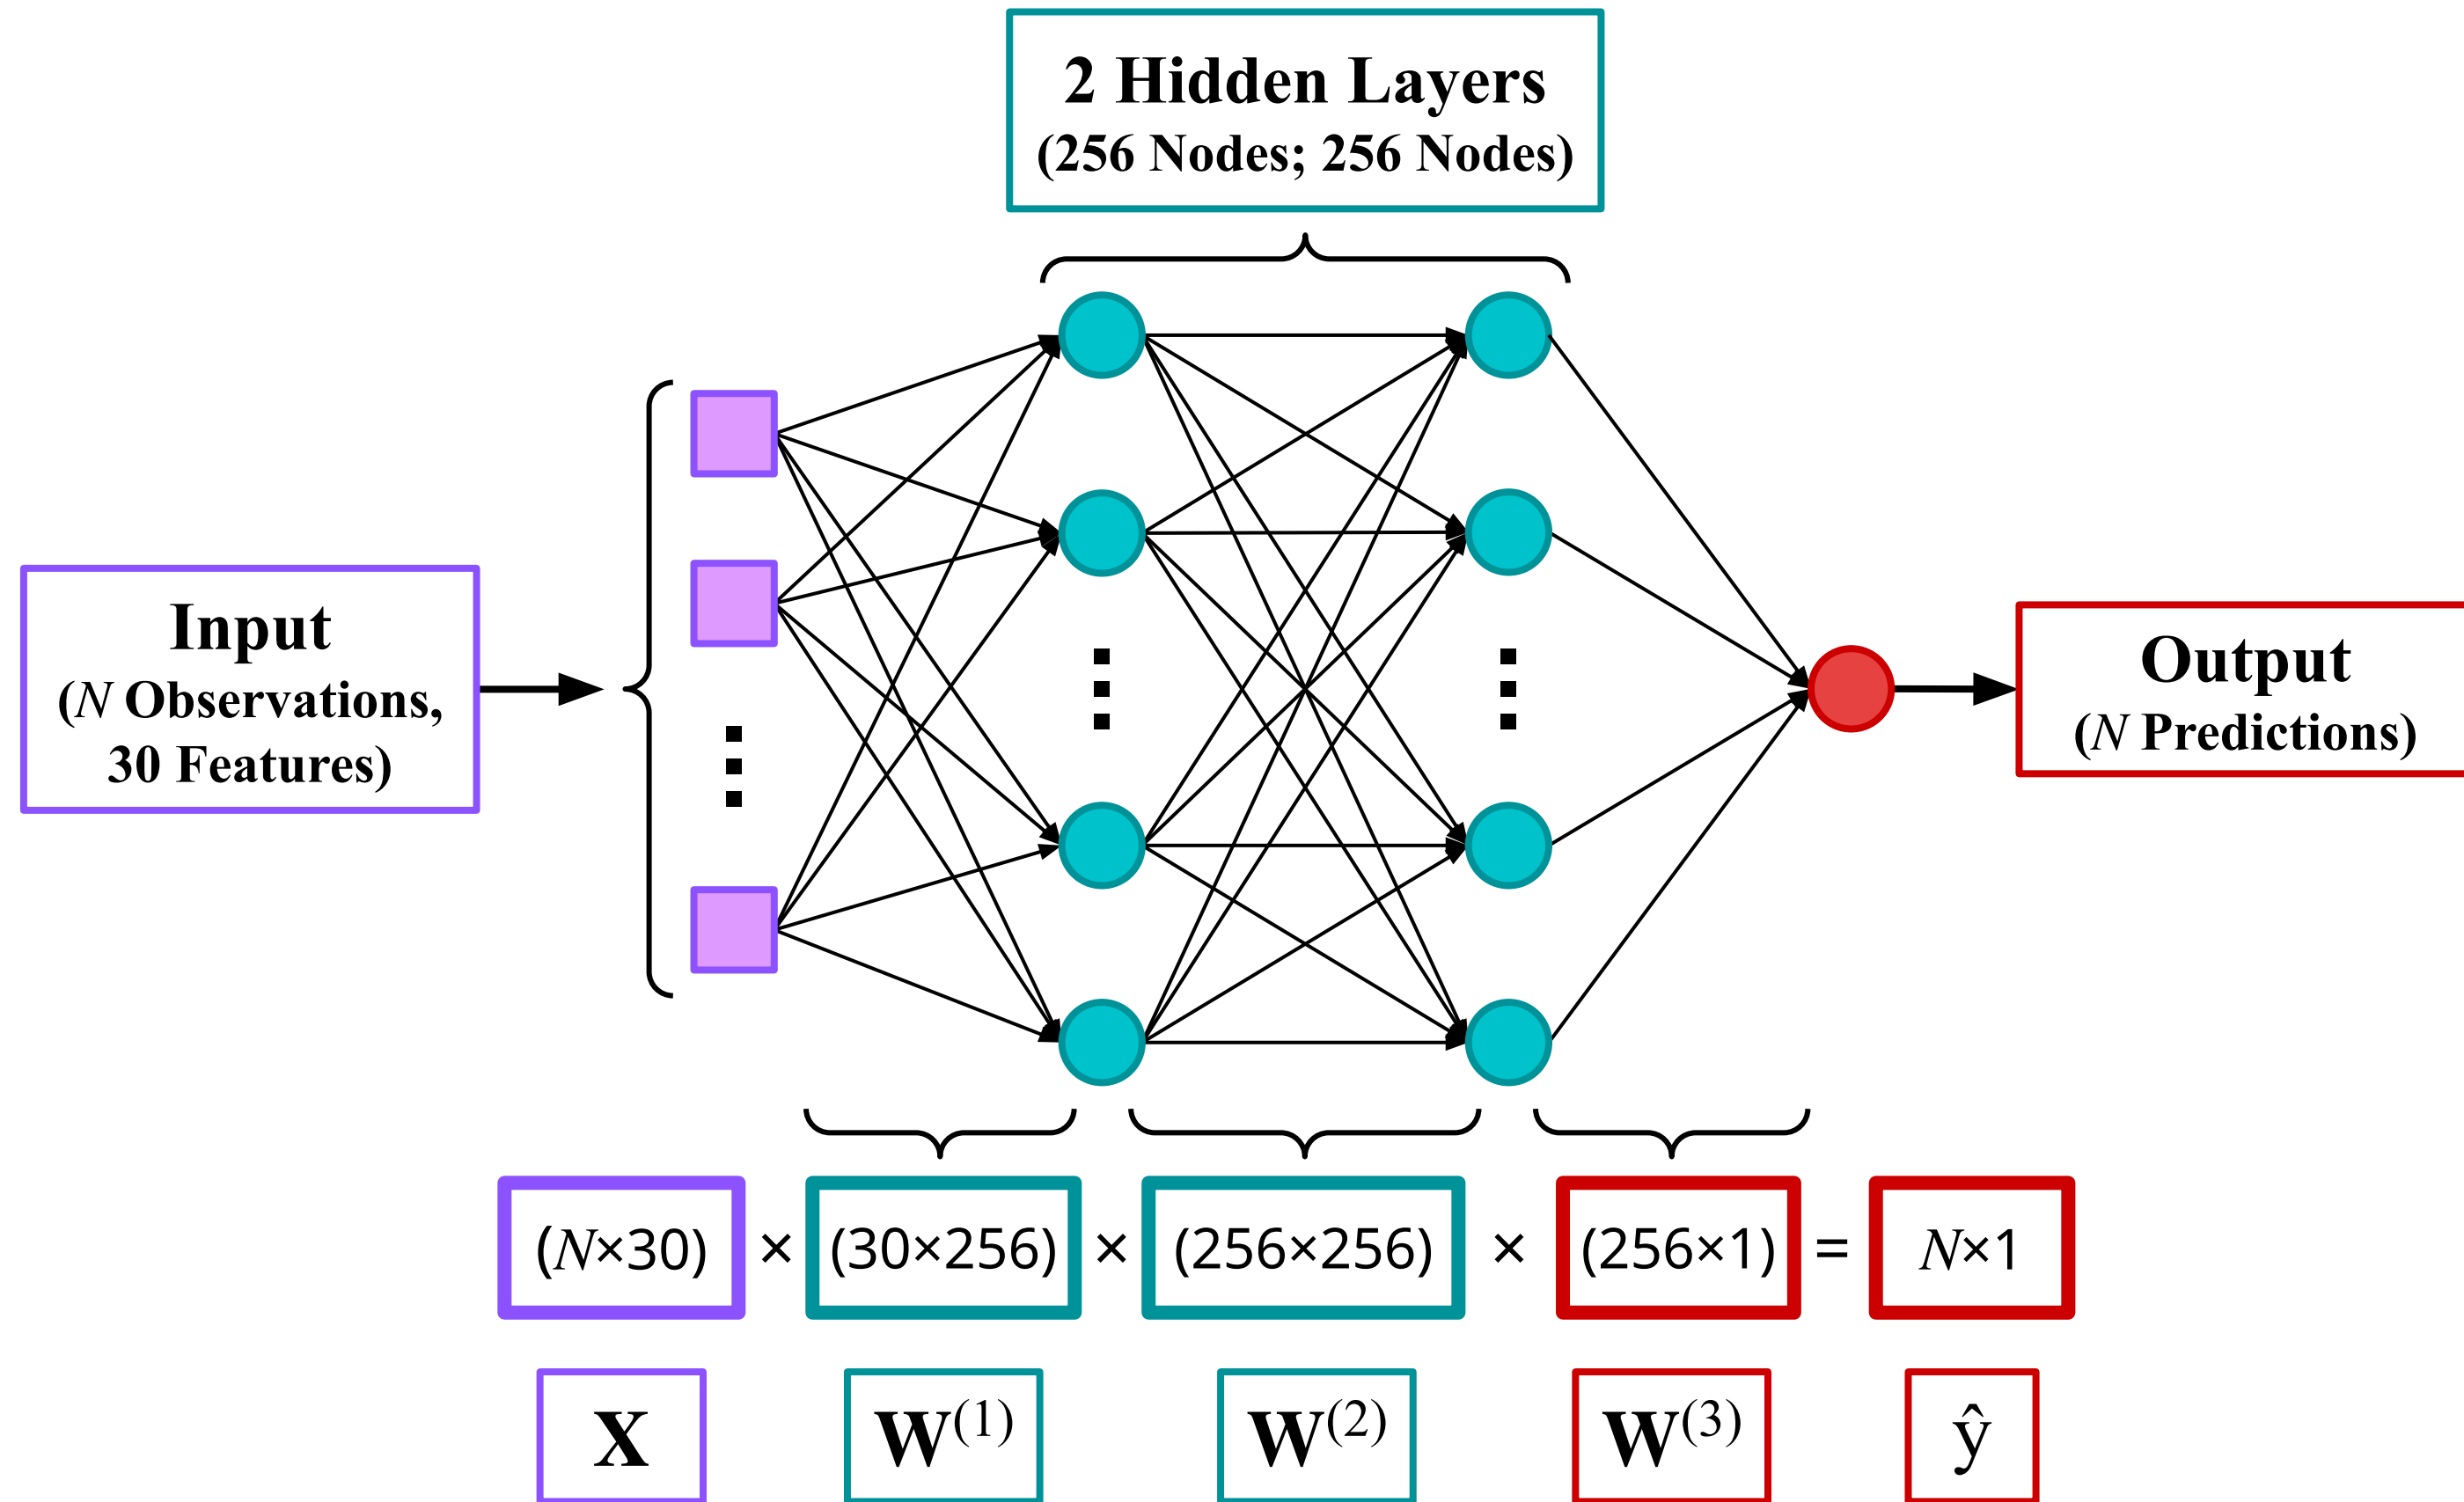 2 Hidden Layers
(256 Nodes; 256 Nodes)
Input
(N Observations,
30 Features)
Output
(N Predictions)
(N×30) × (30×256) × (256×256) × (256×1) = N×1
X W⁽¹⁾ W⁽²⁾ W⁽³⁾ ŷ